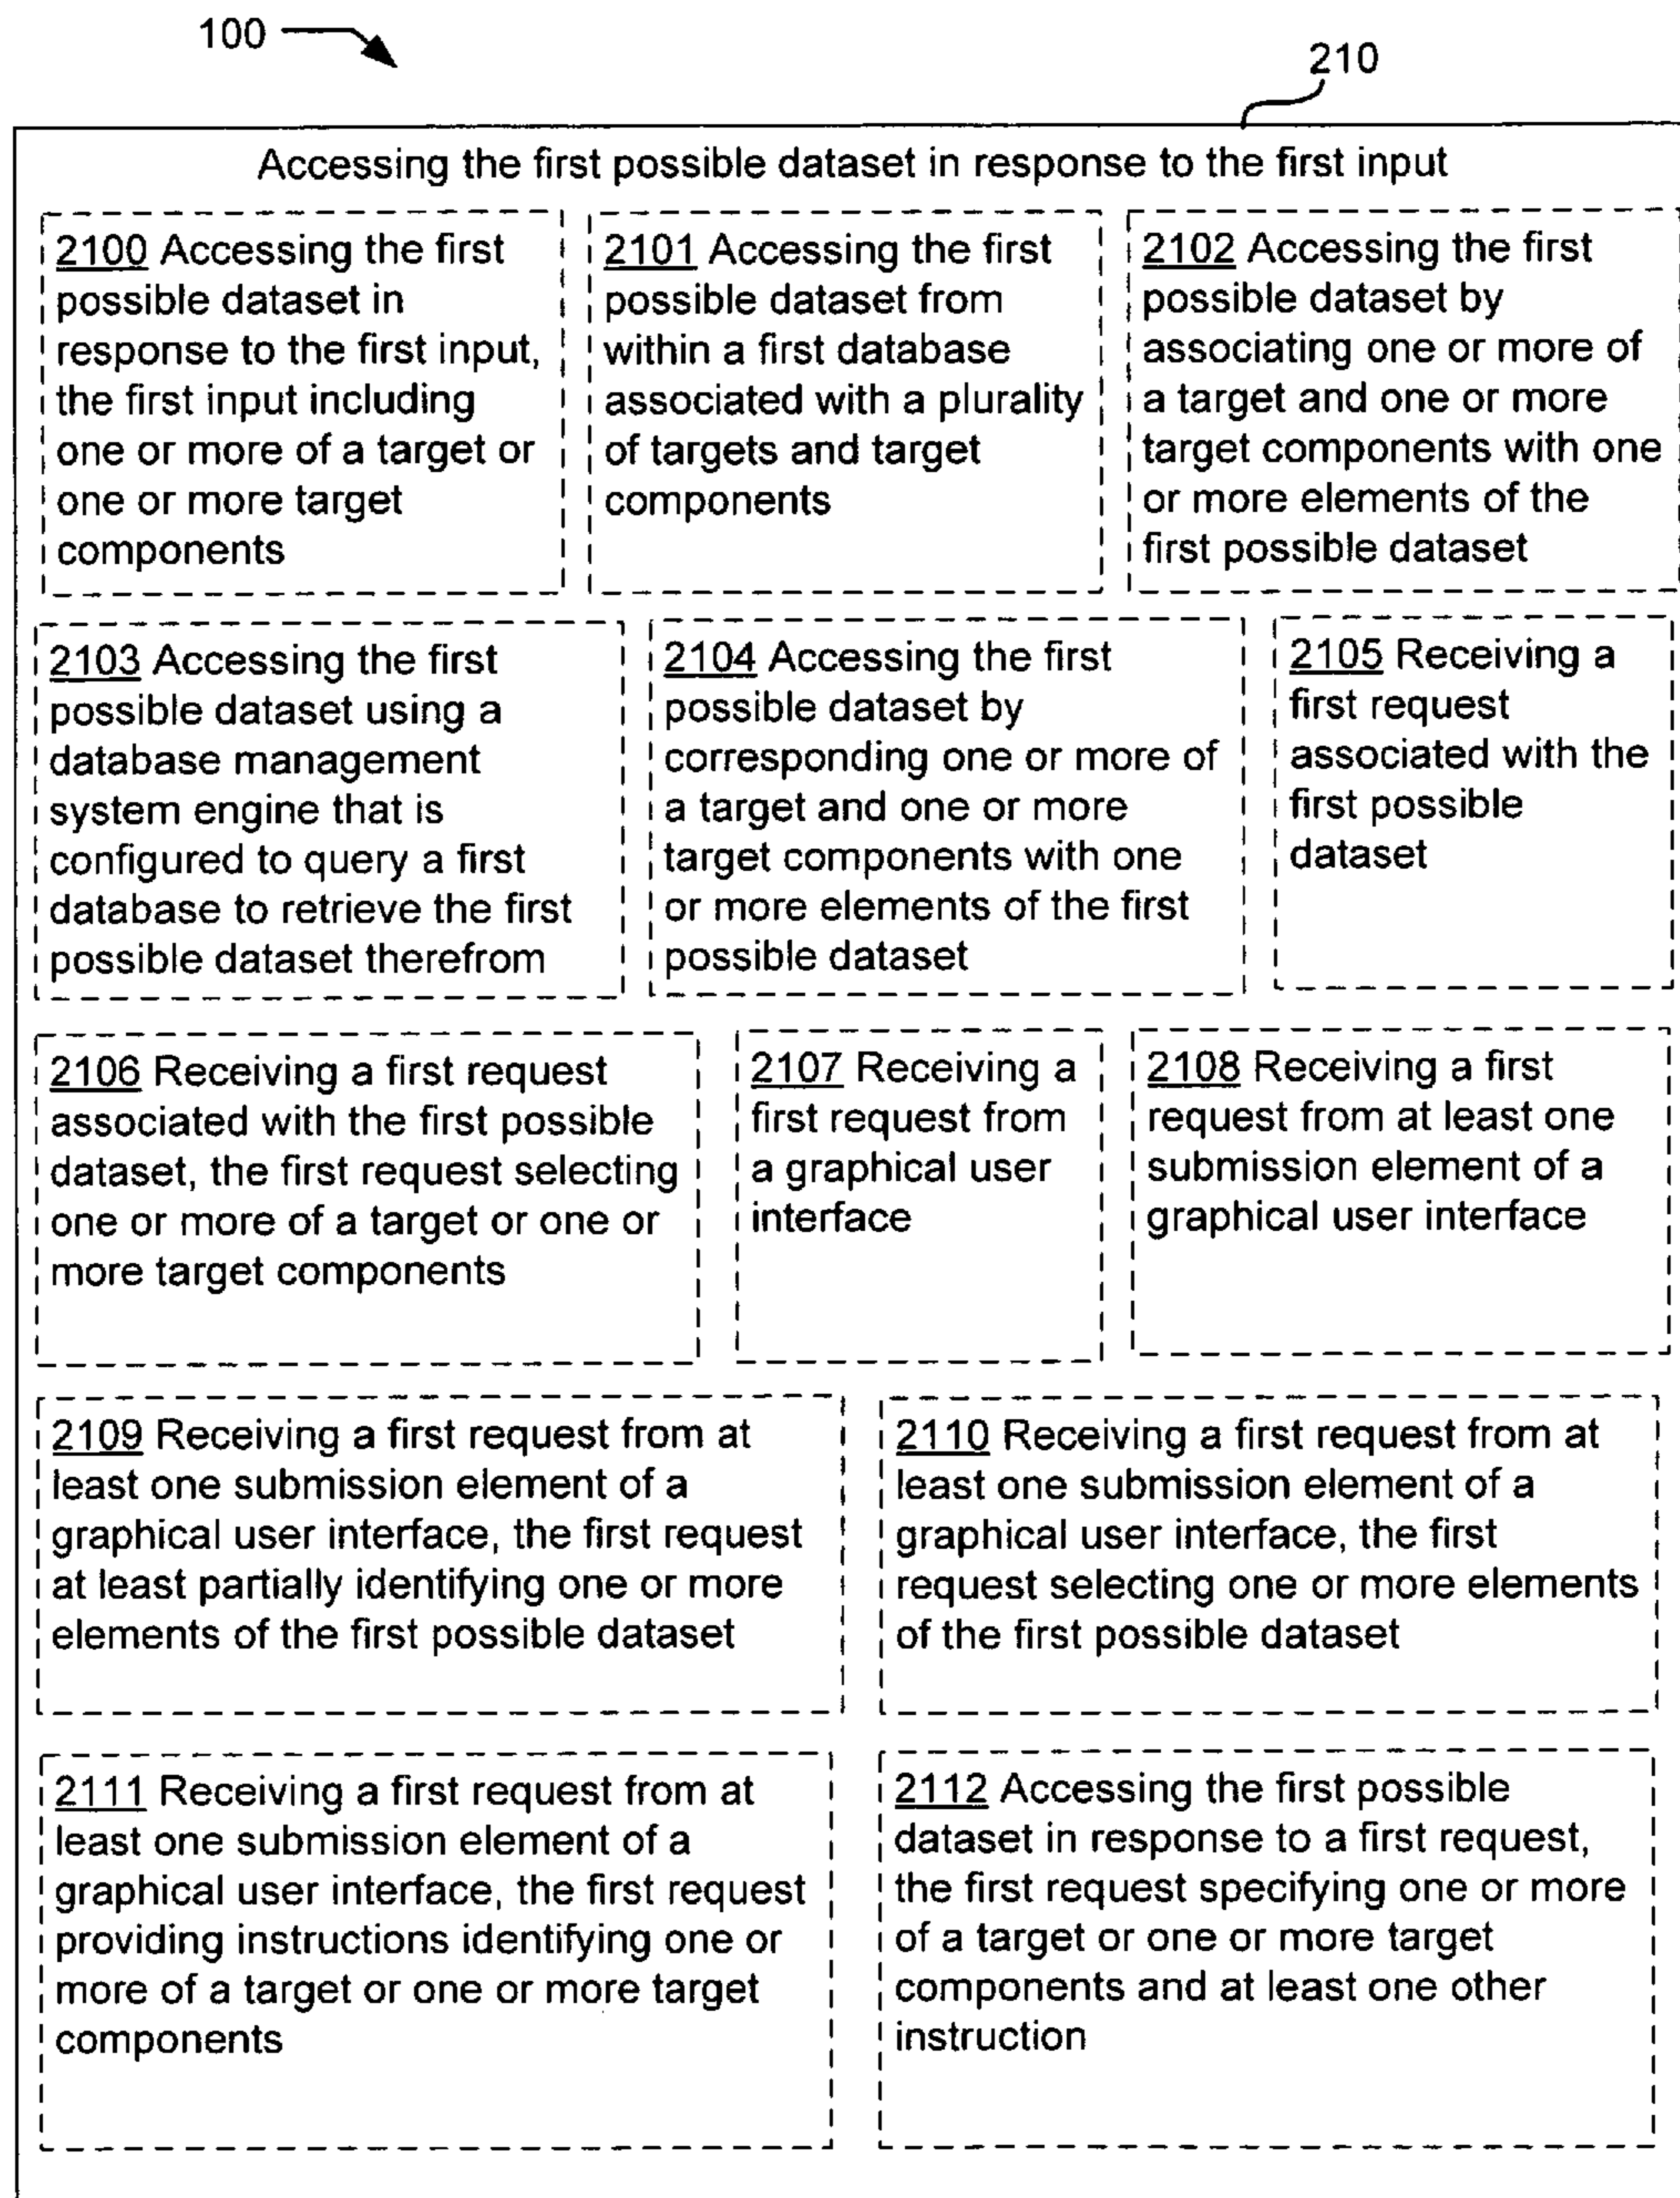 100
210
Accessing the first possible dataset in response to the first input
2100 Accessing the first
possible dataset in
response to the first input,
the first input including
one or more of a target or
one or more target
components
2101 Accessing the first
possible dataset from
within a first database
associated with a plurality
of targets and target
components
2102 Accessing the first
possible dataset by
associating one or more of
a target and one or more
target components with one
or more elements of the
first possible dataset
2103 Accessing the first
possible dataset using a
database management
system engine that is
configured to query a first
database to retrieve the first
possible dataset therefrom
2104 Accessing the first
possible dataset by
corresponding one or more of
a target and one or more
target components with one
or more elements of the first
possible dataset
2105 Receiving a
first request
associated with the
first possible
dataset
2106 Receiving a first request
associated with the first possible
dataset, the first request selecting
one or more of a target or one or
more target components
2107 Receiving a
first request from
a graphical user
interface
2108 Receiving a first
request from at least one
submission element of a
graphical user interface
2109 Receiving a first request from at
least one submission element of a
graphical user interface, the first request
at least partially identifying one or more
elements of the first possible dataset
2110 Receiving a first request from at
least one submission element of a
graphical user interface, the first
request selecting one or more elements
of the first possible dataset
2111 Receiving a first request from at
least one submission element of a
graphical user interface, the first request
providing instructions identifying one or
more of a target or one or more target
components
2112 Accessing the first possible
dataset in response to a first request,
the first request specifying one or more
of a target or one or more target
components and at least one other
instruction